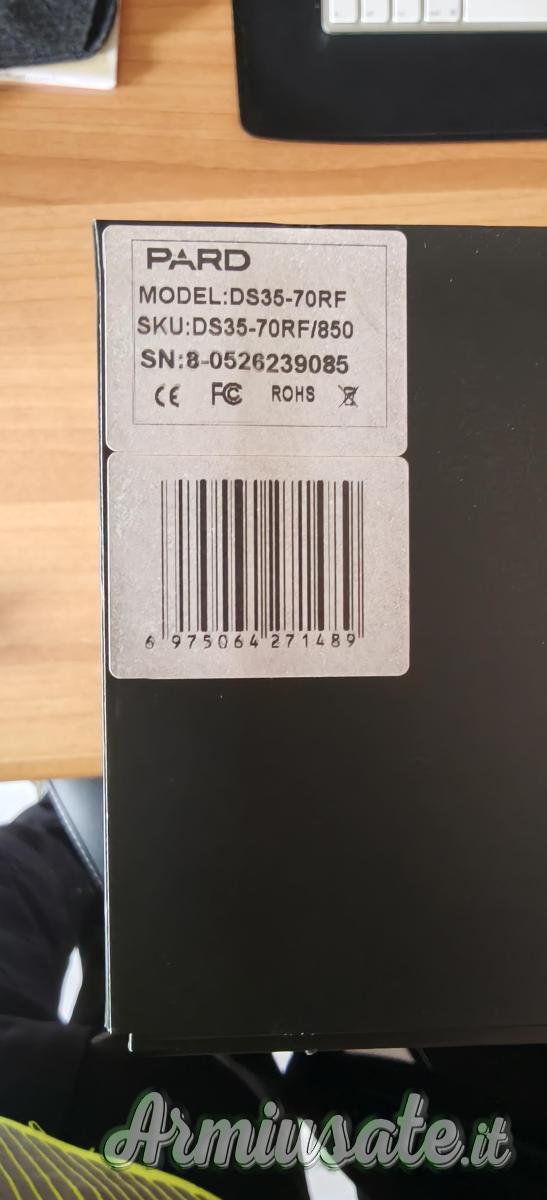 PARD
MODEL:DS35-70RF
SKU:DS35-70RF/850
SN:8-0526239085
CE FC ROHS
6 975064 271489
Armiusate.it